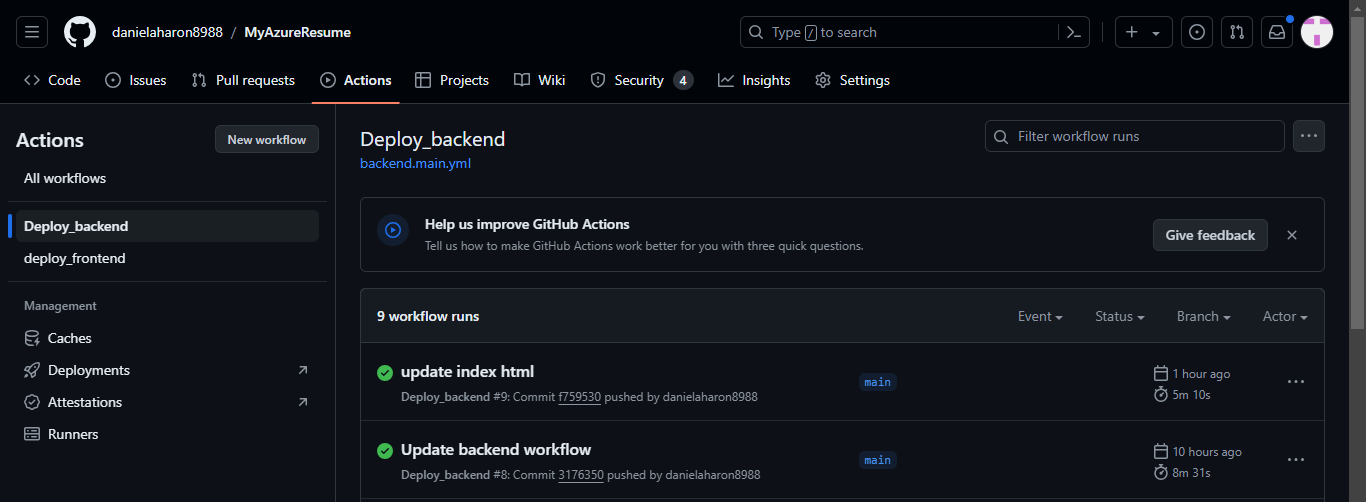 danielaharon8988 / MyAzureResume
Type / to search
Code
Issues
Pull requests
Actions
Projects
Wiki
Security 4
Insights
Settings
Actions
New workflow
All workflows
Deploy_backend
deploy_frontend
Management
Caches
Deployments
Attestations
Runners
Deploy_backend
backend.main.yml
Filter workflow runs
Help us improve GitHub Actions
Tell us how to make GitHub Actions work better for you with three quick questions.
Give feedback
9 workflow runs
Event
Status
Branch
Actor
update index html
Deploy_backend #9: Commit f759530 pushed by danielaharon8988
main
1 hour ago
5m 10s
Update backend workflow
Deploy_backend #8: Commit 3176350 pushed by danielaharon8988
main
10 hours ago
8m 31s